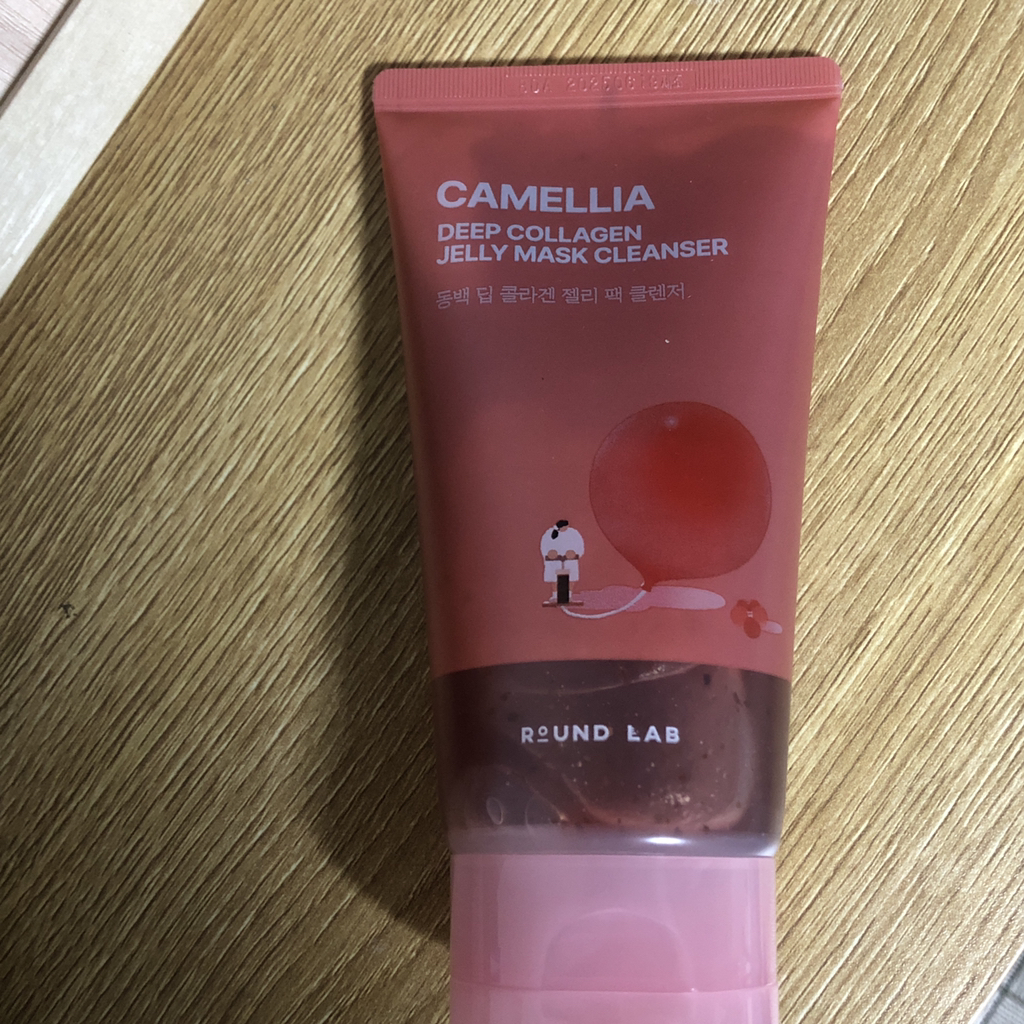 CAMELLIA
DEEP COLLAGEN
JELLY MASK CLEANSER
동백 딥 콜라겐 젤리 팩 클렌저
ROUND LAB